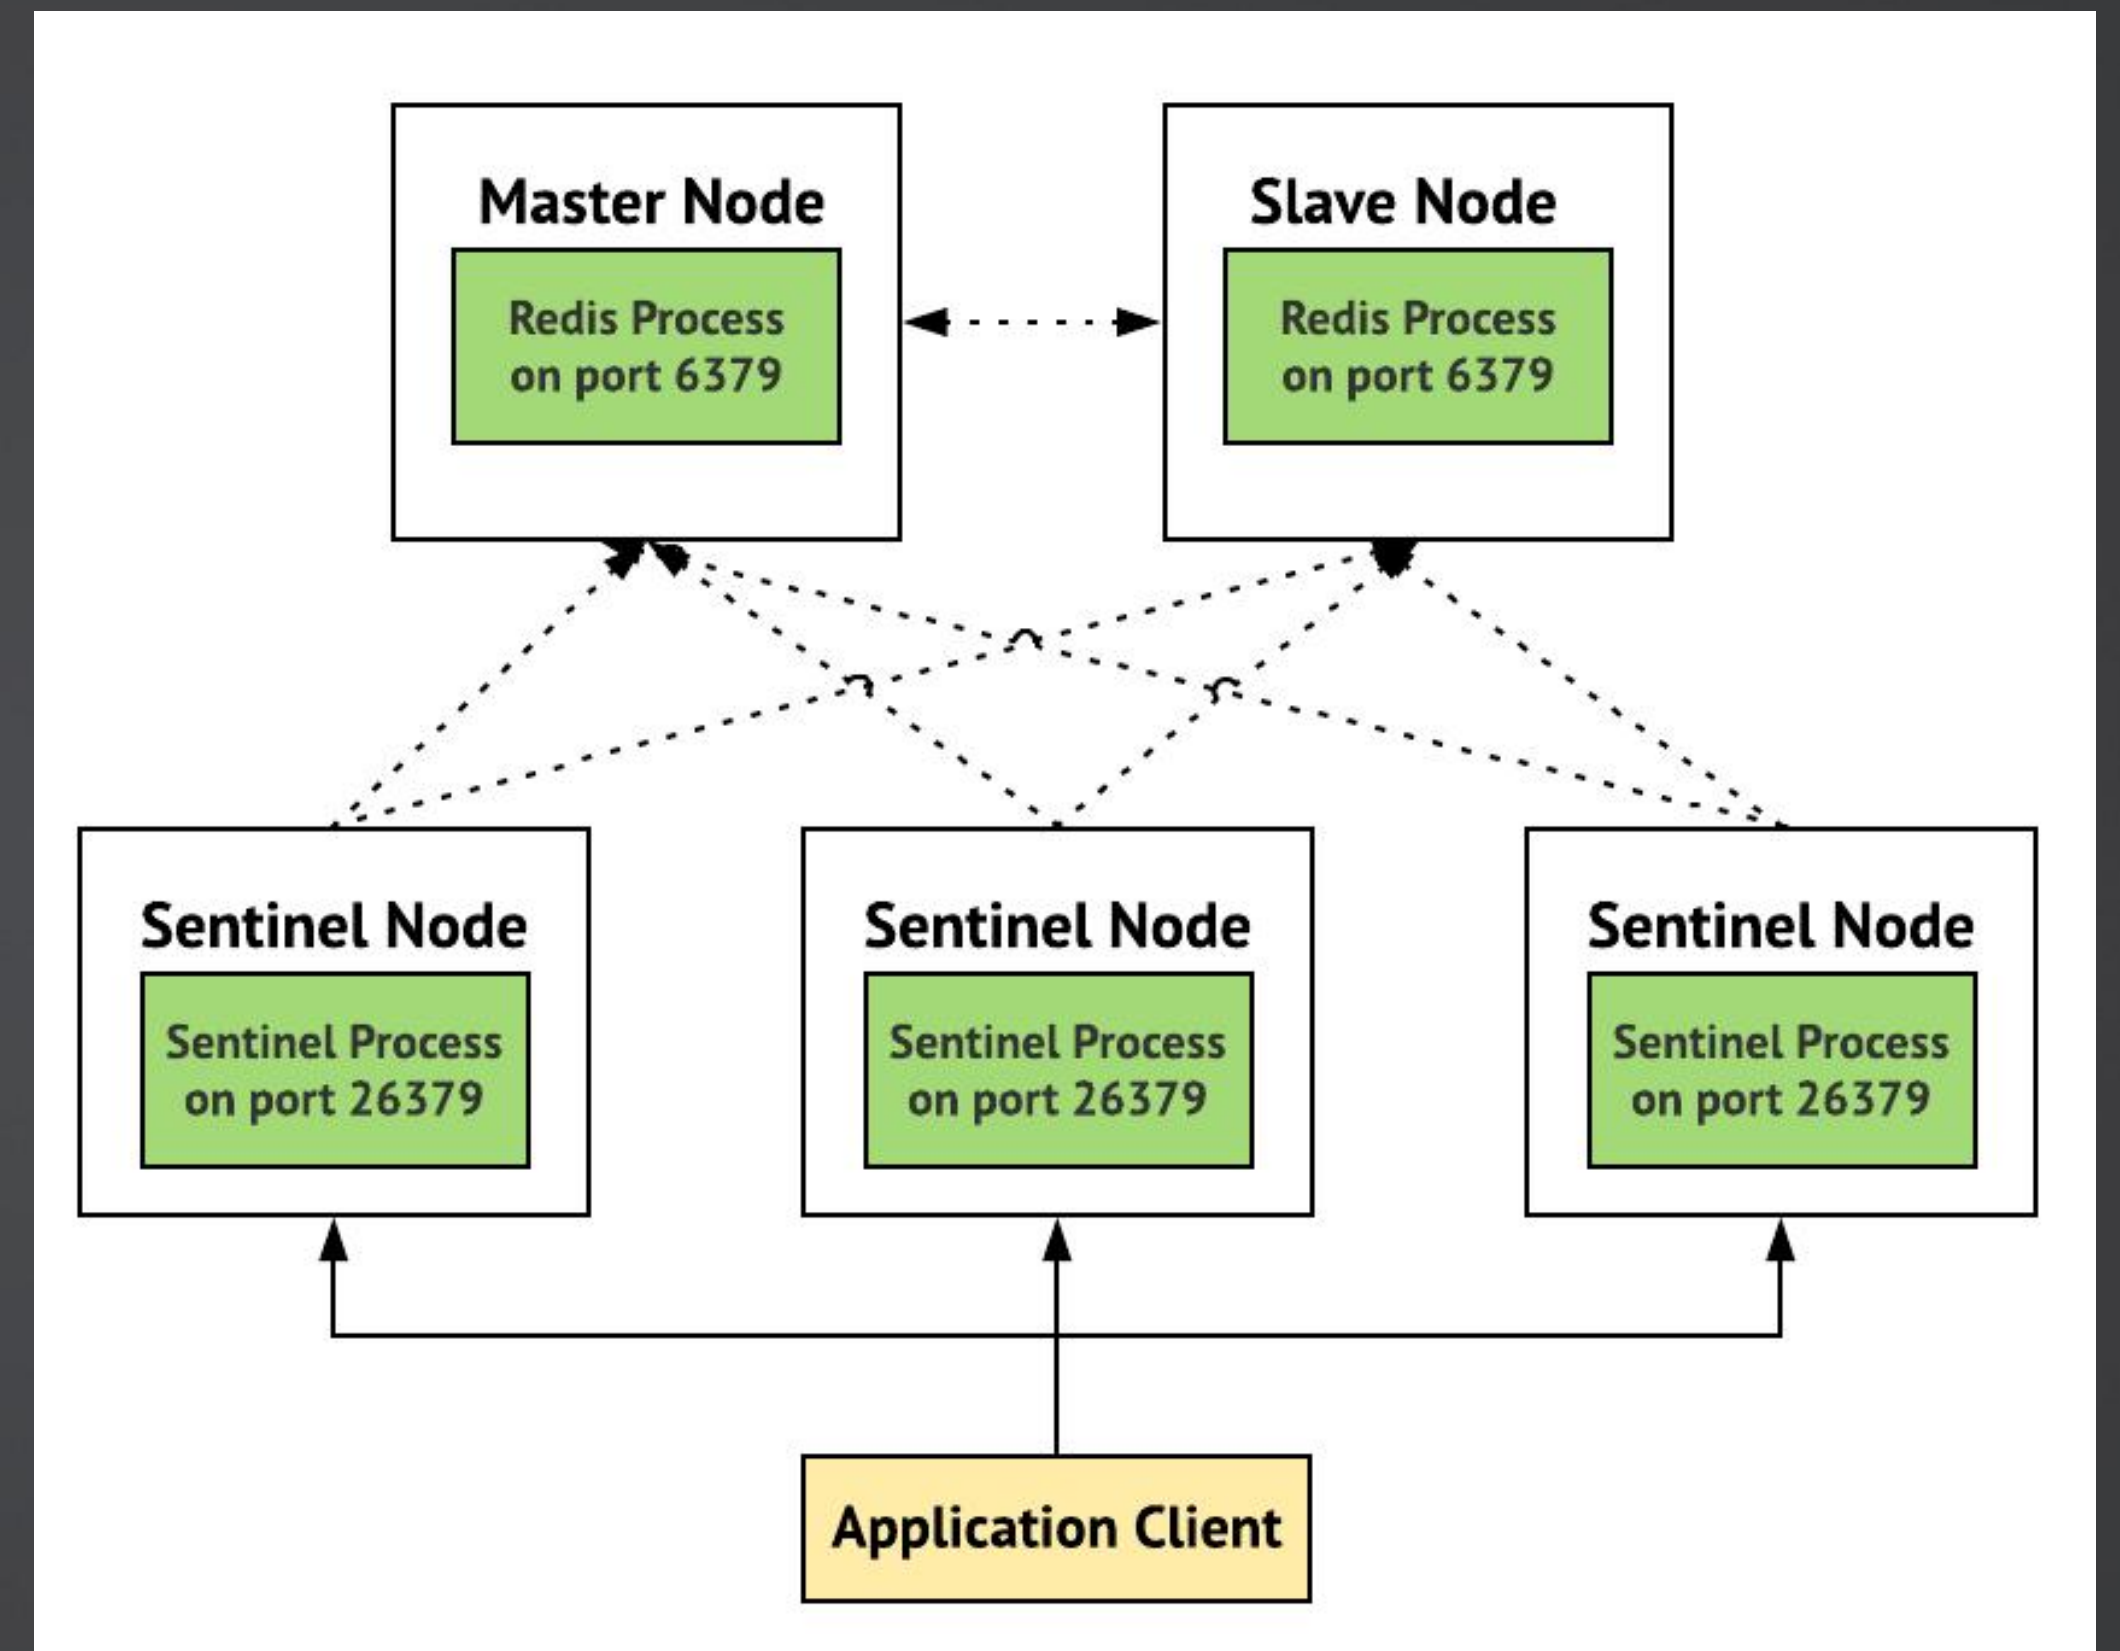 Master Node
Redis Process
on port 6379
Slave Node
Redis Process
on port 6379
Sentinel Node
Sentinel Process
on port 26379
Sentinel Node
Sentinel Process
on port 26379
Sentinel Node
Sentinel Process
on port 26379
Application Client